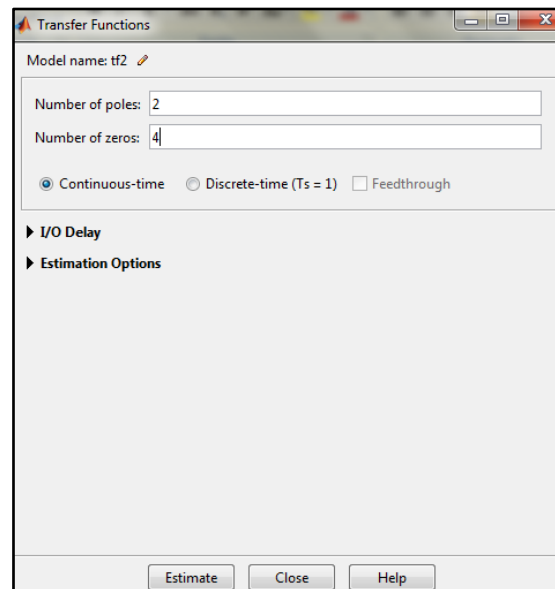 Transfer Functions
Model name: tf2
Number of poles: 2
Number of zeros: 4
Continuous-time Discrete-time (Ts = 1) Feedthrough
I/O Delay
Estimation Options
Estimate Close Help